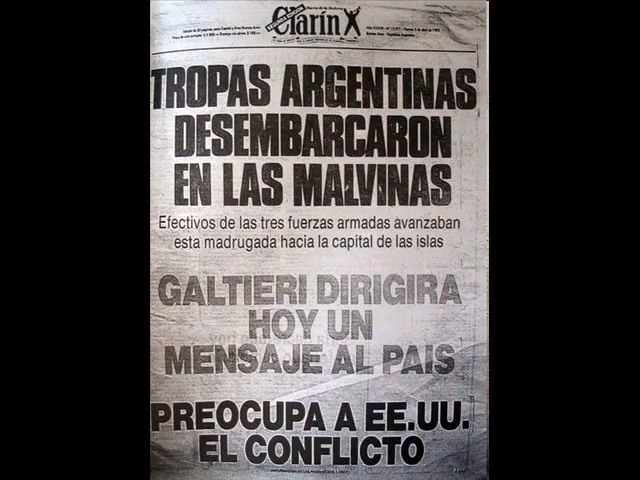 Clarín
TROPAS ARGENTINAS
DESEMBARCARON
EN LAS MALVINAS
Efectivos de las tres fuerzas armadas avanzaban
esta madrugada hacia la capital de las islas
GALTIERI DIRIGIRA
HOY UN
MENSAJE AL PAIS
PREOCUPA A EE.UU.
EL CONFLICTO